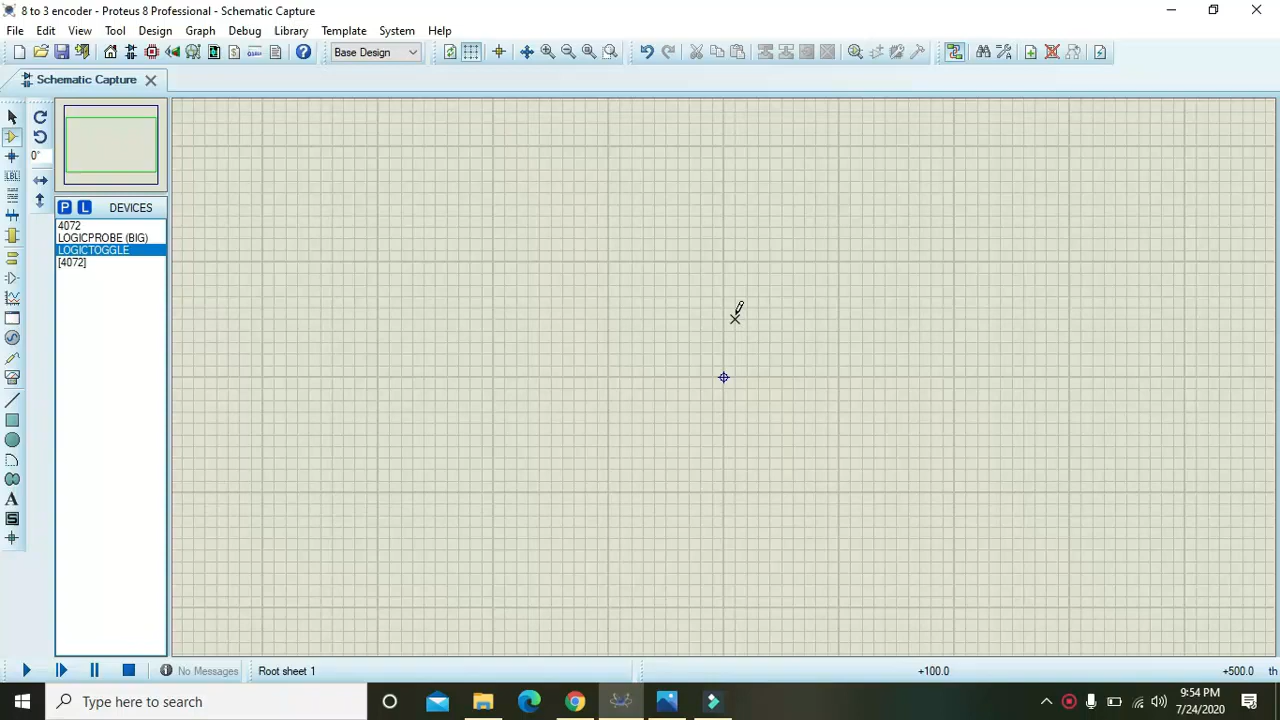 8 to 3 encoder - Proteus 8 Professional - Schematic Capture
File Edit View Tool Design Graph Debug Library Template System Help
Base Design
Schematic Capture
0°
P L DEVICES
4072
LOGICPROBE (BIG)
LOGICTOGGLE
[4072]
LBL
A
S
No Messages Root sheet 1 +100.0 +500.0 th
Type here to search
9:54 PM
7/24/2020